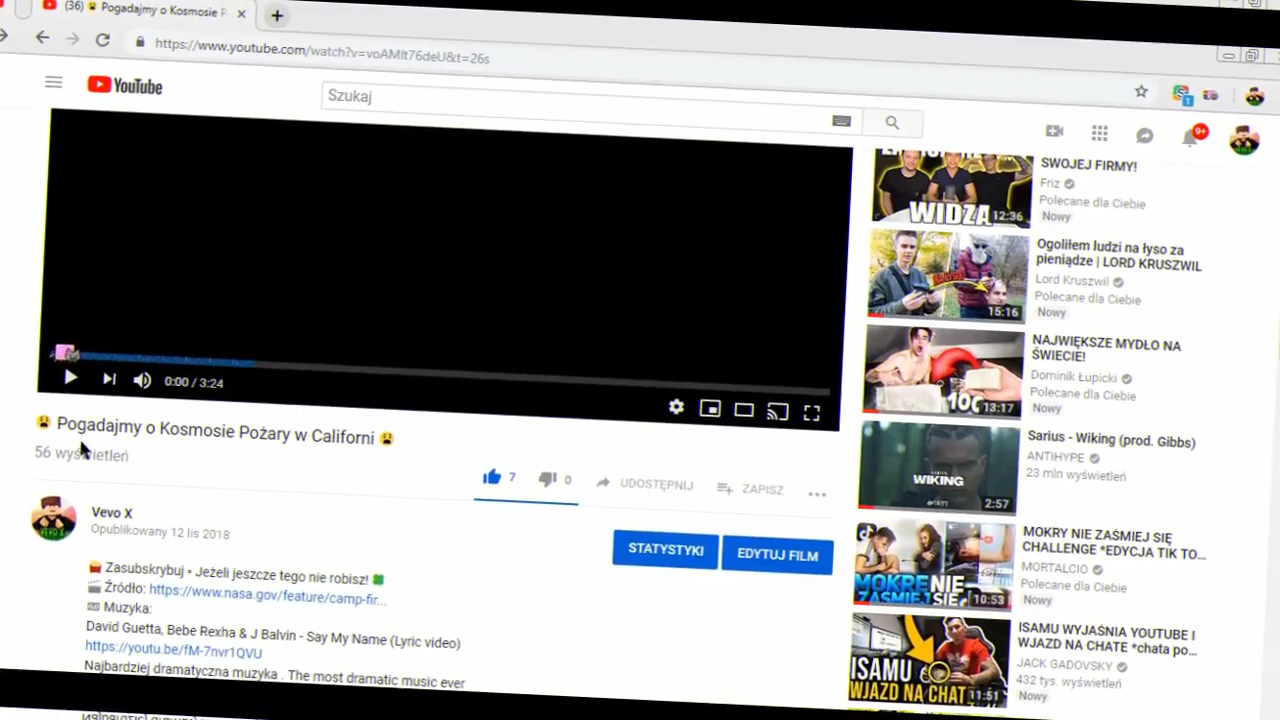 (36) 😫 Pogadajmy o Kosmosie P
https://www.youtube.com/watch?v=voAMlt76deU&t=26s
1
YouTube
Szukaj
9+
0:00 / 3:24
😫 Pogadajmy o Kosmosie Pożary w Californi 😫
56 wyświetleń
7
0
UDOSTĘPNIJ
ZAPISZ
Vevo X
Opublikowany 12 lis 2018
STATYSTYKI
EDYTUJ FILM
Zasubskrybuj • Jeżeli jeszcze tego nie robisz! 🍀
🎬 Źródło: https://www.nasa.gov/feature/camp-fir...
Muzyka:
David Guetta, Bebe Rexha & J Balvin - Say My Name (Lyric video)
https://youtu.be/fM-7nvr1QVU
Najbardziej dramatyczna muzyka . The most dramatic music ever
WIDZA
12:36
SWOJEJ FIRMY!
Friz
Polecane dla Ciebie
Nowy
15:16
Ogoliłem ludzi na łyso za
pieniądze | LORD KRUSZWIL
Lord Kruszwil
Polecane dla Ciebie
Nowy
13:17
NAJWIĘKSZE MYDŁO NA
ŚWIECIE!
Dominik Łupicki
Polecane dla Ciebie
Nowy
WIKING
2:57
Sarius - Wiking (prod. Gibbs)
ANTIHYPE
23 mln wyświetleń
MOKRE NIE
ZAŚMIEJ SIĘ
10:53
MOKRY NIE ZAŚMIEJ SIĘ
CHALLENGE *EDYCJA TIK TO...
MORTALCIO
Polecane dla Ciebie
Nowy
ISAMU
WJAZD NA CHAT
11:51
ISAMU WYJAŚNIA YOUTUBE I
WJAZD NA CHATE *chata po...
JACK GADOVSKY
432 tys. wyświetleń
Nowy